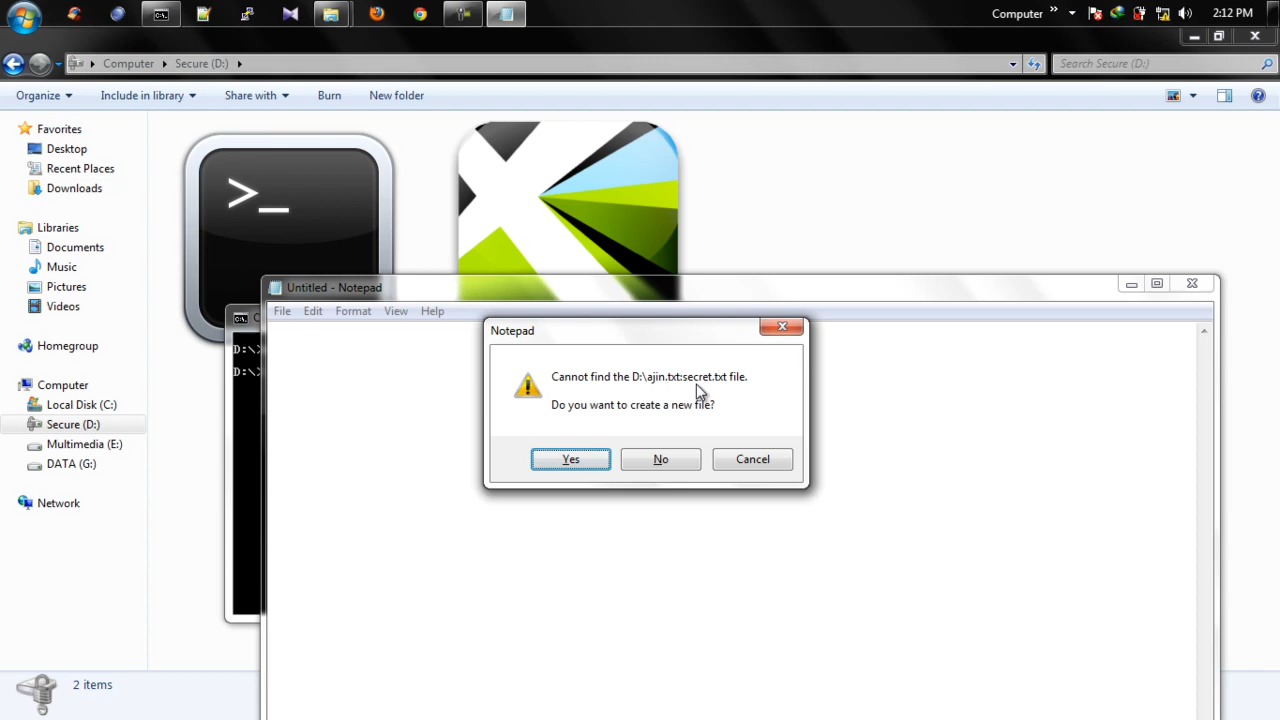 Computer »
2:12 PM
Computer
Secure (D:)
Search Secure (D:)
Organize
Include in library
Share with
Burn
New folder
Favorites
Desktop
Recent Places
Downloads
Libraries
Documents
Music
Pictures
Videos
Homegroup
Computer
Local Disk (C:)
Secure (D:)
Multimedia (E:)
DATA (G:)
Network
>_
Untitled - Notepad
File Edit Format View Help
D:\>
D:\>
Notepad
Cannot find the D:\ajin.txt:secret.txt file.
Do you want to create a new file?
Yes
No
Cancel
2 items